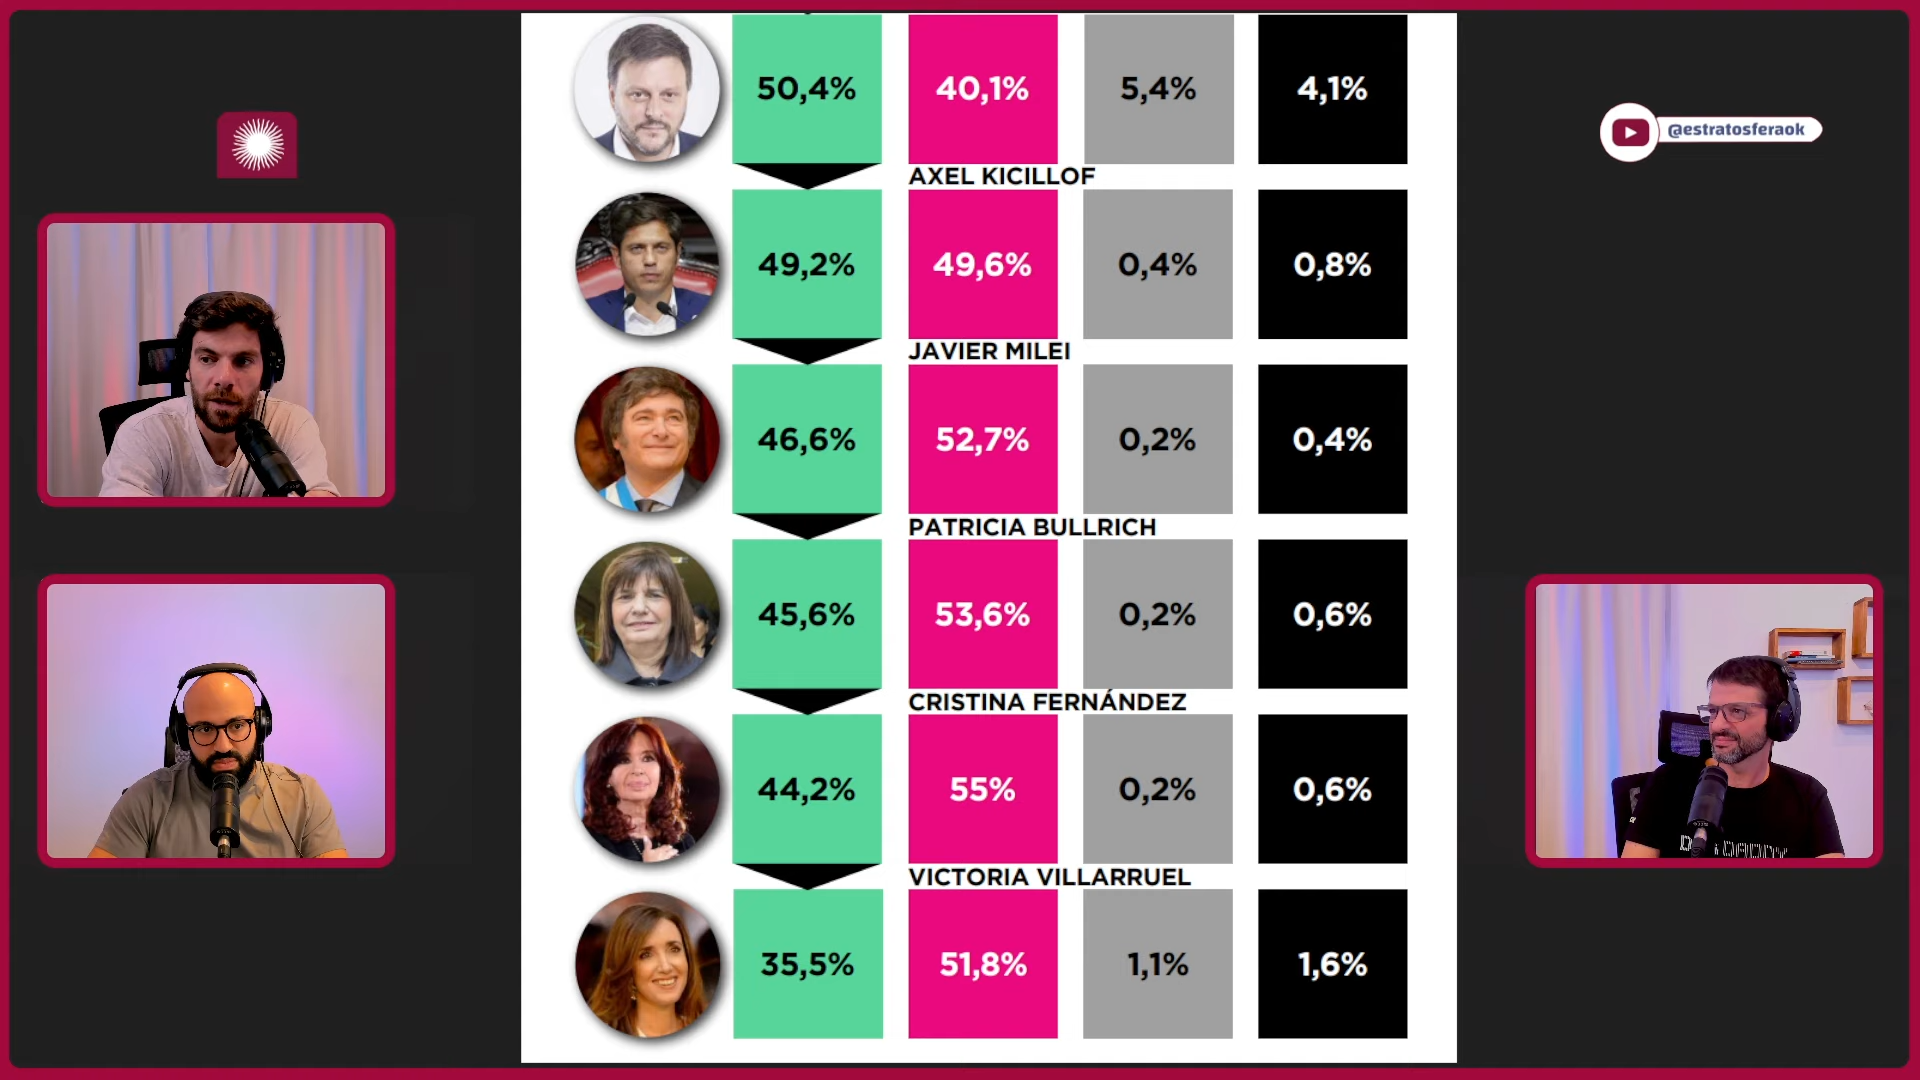 50,4% 40,1% 5,4% 4,1%
@estratosferaok
AXEL KICILLOF
49,2% 49,6% 0,4% 0,8%
JAVIER MILEI
46,6% 52,7% 0,2% 0,4%
PATRICIA BULLRICH
45,6% 53,6% 0,2% 0,6%
CRISTINA FERNÁNDEZ
44,2% 55% 0,2% 0,6%
VICTORIA VILLARRUEL
35,5% 51,8% 1,1% 1,6%